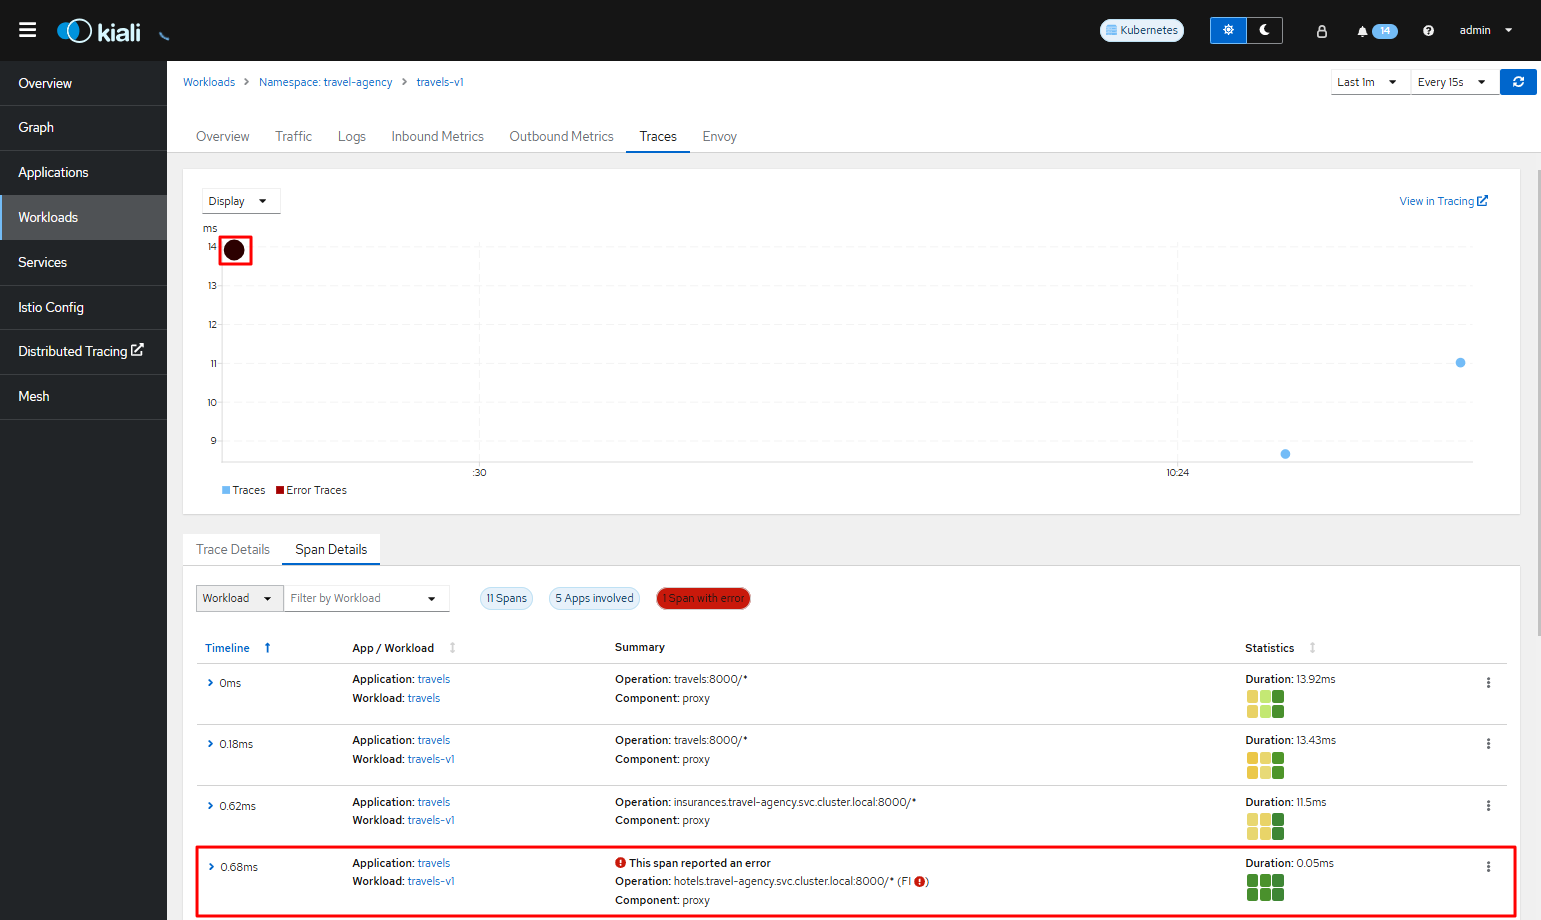 kiali
Kubernetes
14
admin
Overview
Graph
Applications
Workloads
Services
Istio Config
Distributed Tracing
Mesh
Workloads > Namespace: travel-agency > travels-v1
Last 1m
Every 15s
Overview Traffic Logs Inbound Metrics Outbound Metrics Traces Envoy
Display
View in Tracing
ms
14
13
12
11
10
9
:30
10:24
Traces Error Traces
Trace Details Span Details
Workload Filter by Workload 11 Spans 5 Apps involved 1 Span with error
Timeline App / Workload Summary Statistics
0ms
Application: travels
Workload: travels
Operation: travels:8000/*
Component: proxy
Duration: 13.92ms
0.18ms
Application: travels
Workload: travels-v1
Operation: travels:8000/*
Component: proxy
Duration: 13.43ms
0.62ms
Application: travels
Workload: travels-v1
Operation: insurances.travel-agency.svc.cluster.local:8000/*
Component: proxy
Duration: 11.5ms
0.68ms
Application: travels
Workload: travels-v1
This span reported an error
Operation: hotels.travel-agency.svc.cluster.local:8000/* (FI )
Component: proxy
Duration: 0.05ms